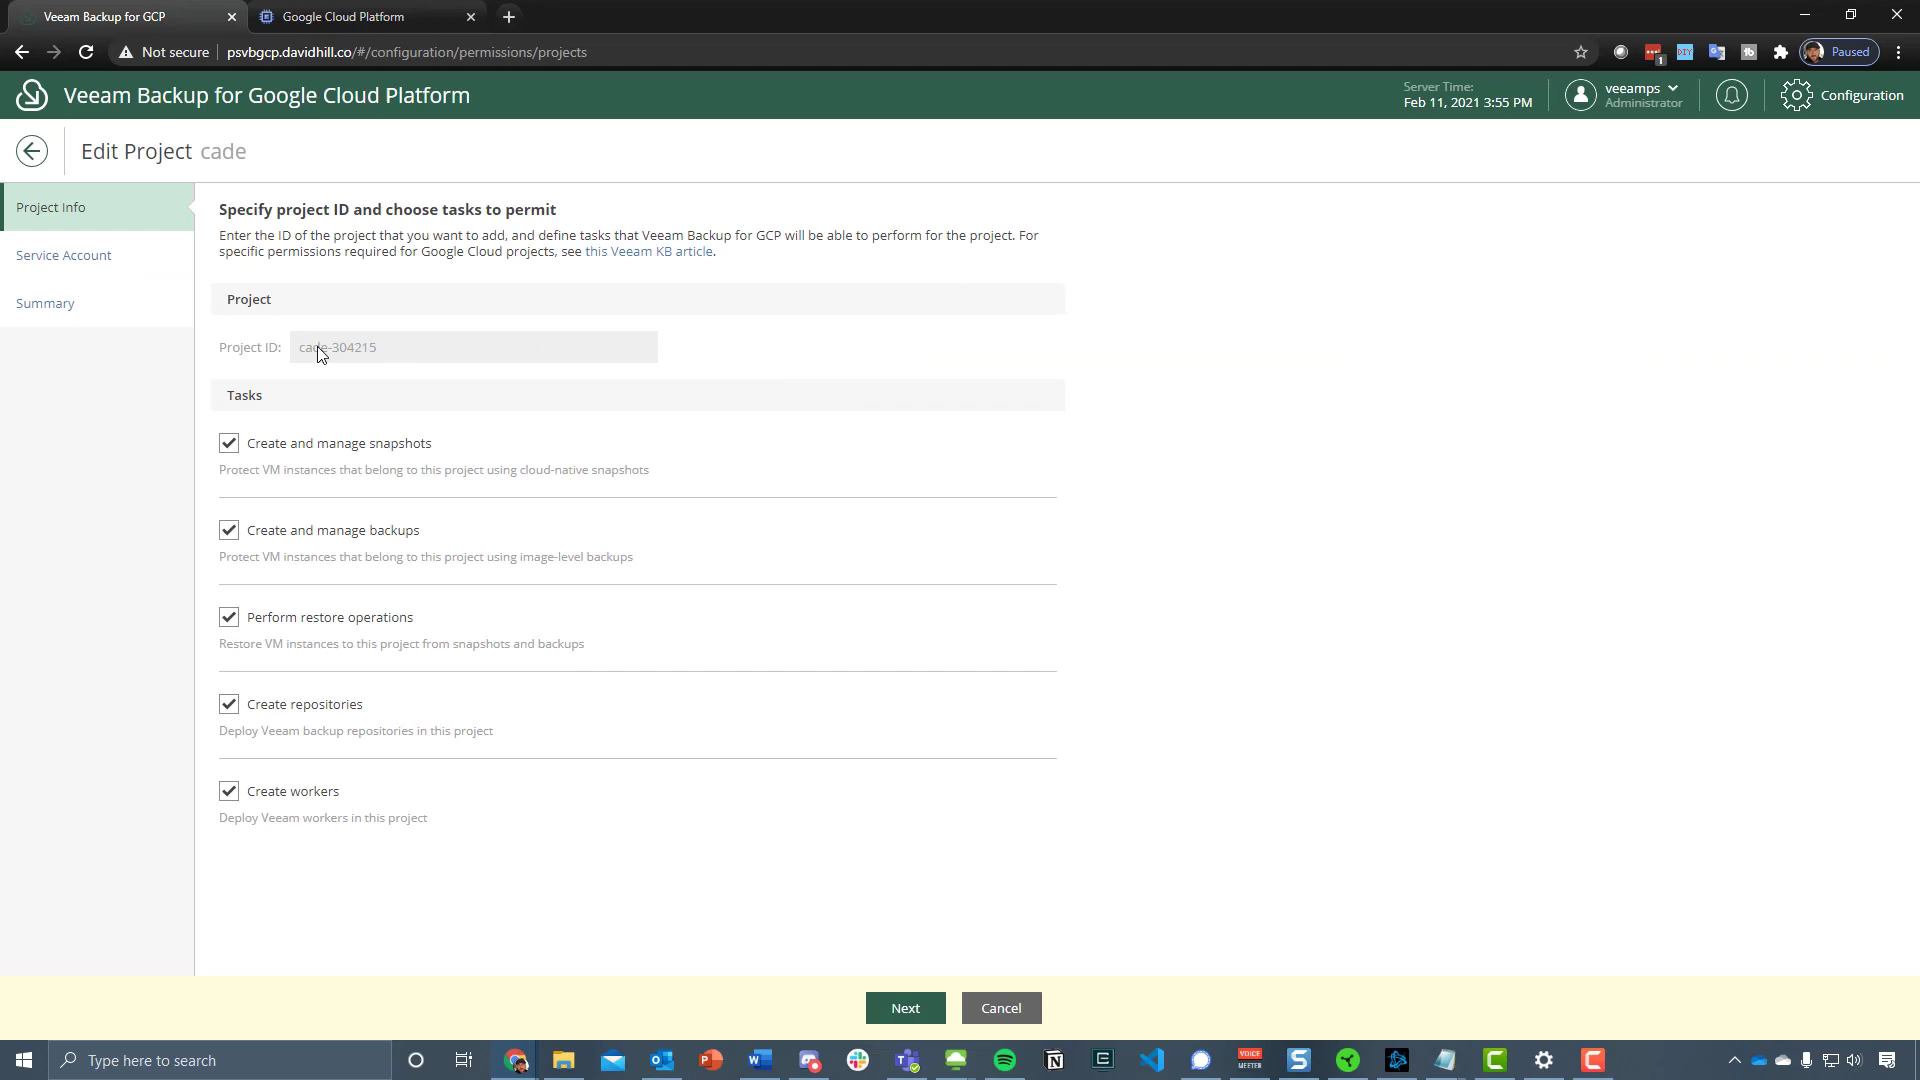 Veeam Backup for GCP
Google Cloud Platform
Not secure
psvbgcp.davidhill.co/#/configuration/permissions/projects
Paused
Veeam Backup for Google Cloud Platform
Server Time:
Feb 11, 2021 3:55 PM
veeamps
Administrator
Configuration
Edit Project cade
Project Info
Service Account
Summary
Specify project ID and choose tasks to permit
Enter the ID of the project that you want to add, and define tasks that Veeam Backup for GCP will be able to perform for the project. For
specific permissions required for Google Cloud projects, see this Veeam KB article.
Project
Project ID: cade-304215
Tasks
Create and manage snapshots
Protect VM instances that belong to this project using cloud-native snapshots
Create and manage backups
Protect VM instances that belong to this project using image-level backups
Perform restore operations
Restore VM instances to this project from snapshots and backups
Create repositories
Deploy Veeam backup repositories in this project
Create workers
Deploy Veeam workers in this project
Next
Cancel
Type here to search
VOICE
MEETER